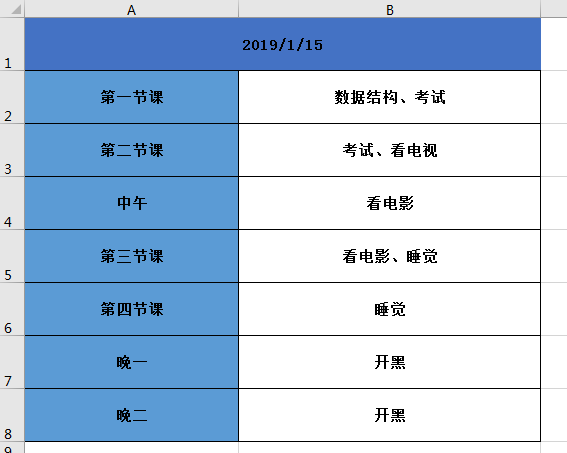 A B
1 2019/1/15
2 第一节课 数据结构、考试
3 第二节课 考试、看电视
4 中午 看电影
5 第三节课 看电影、睡觉
6 第四节课 睡觉
7 晚一 开黑
8 晚二 开黑
9